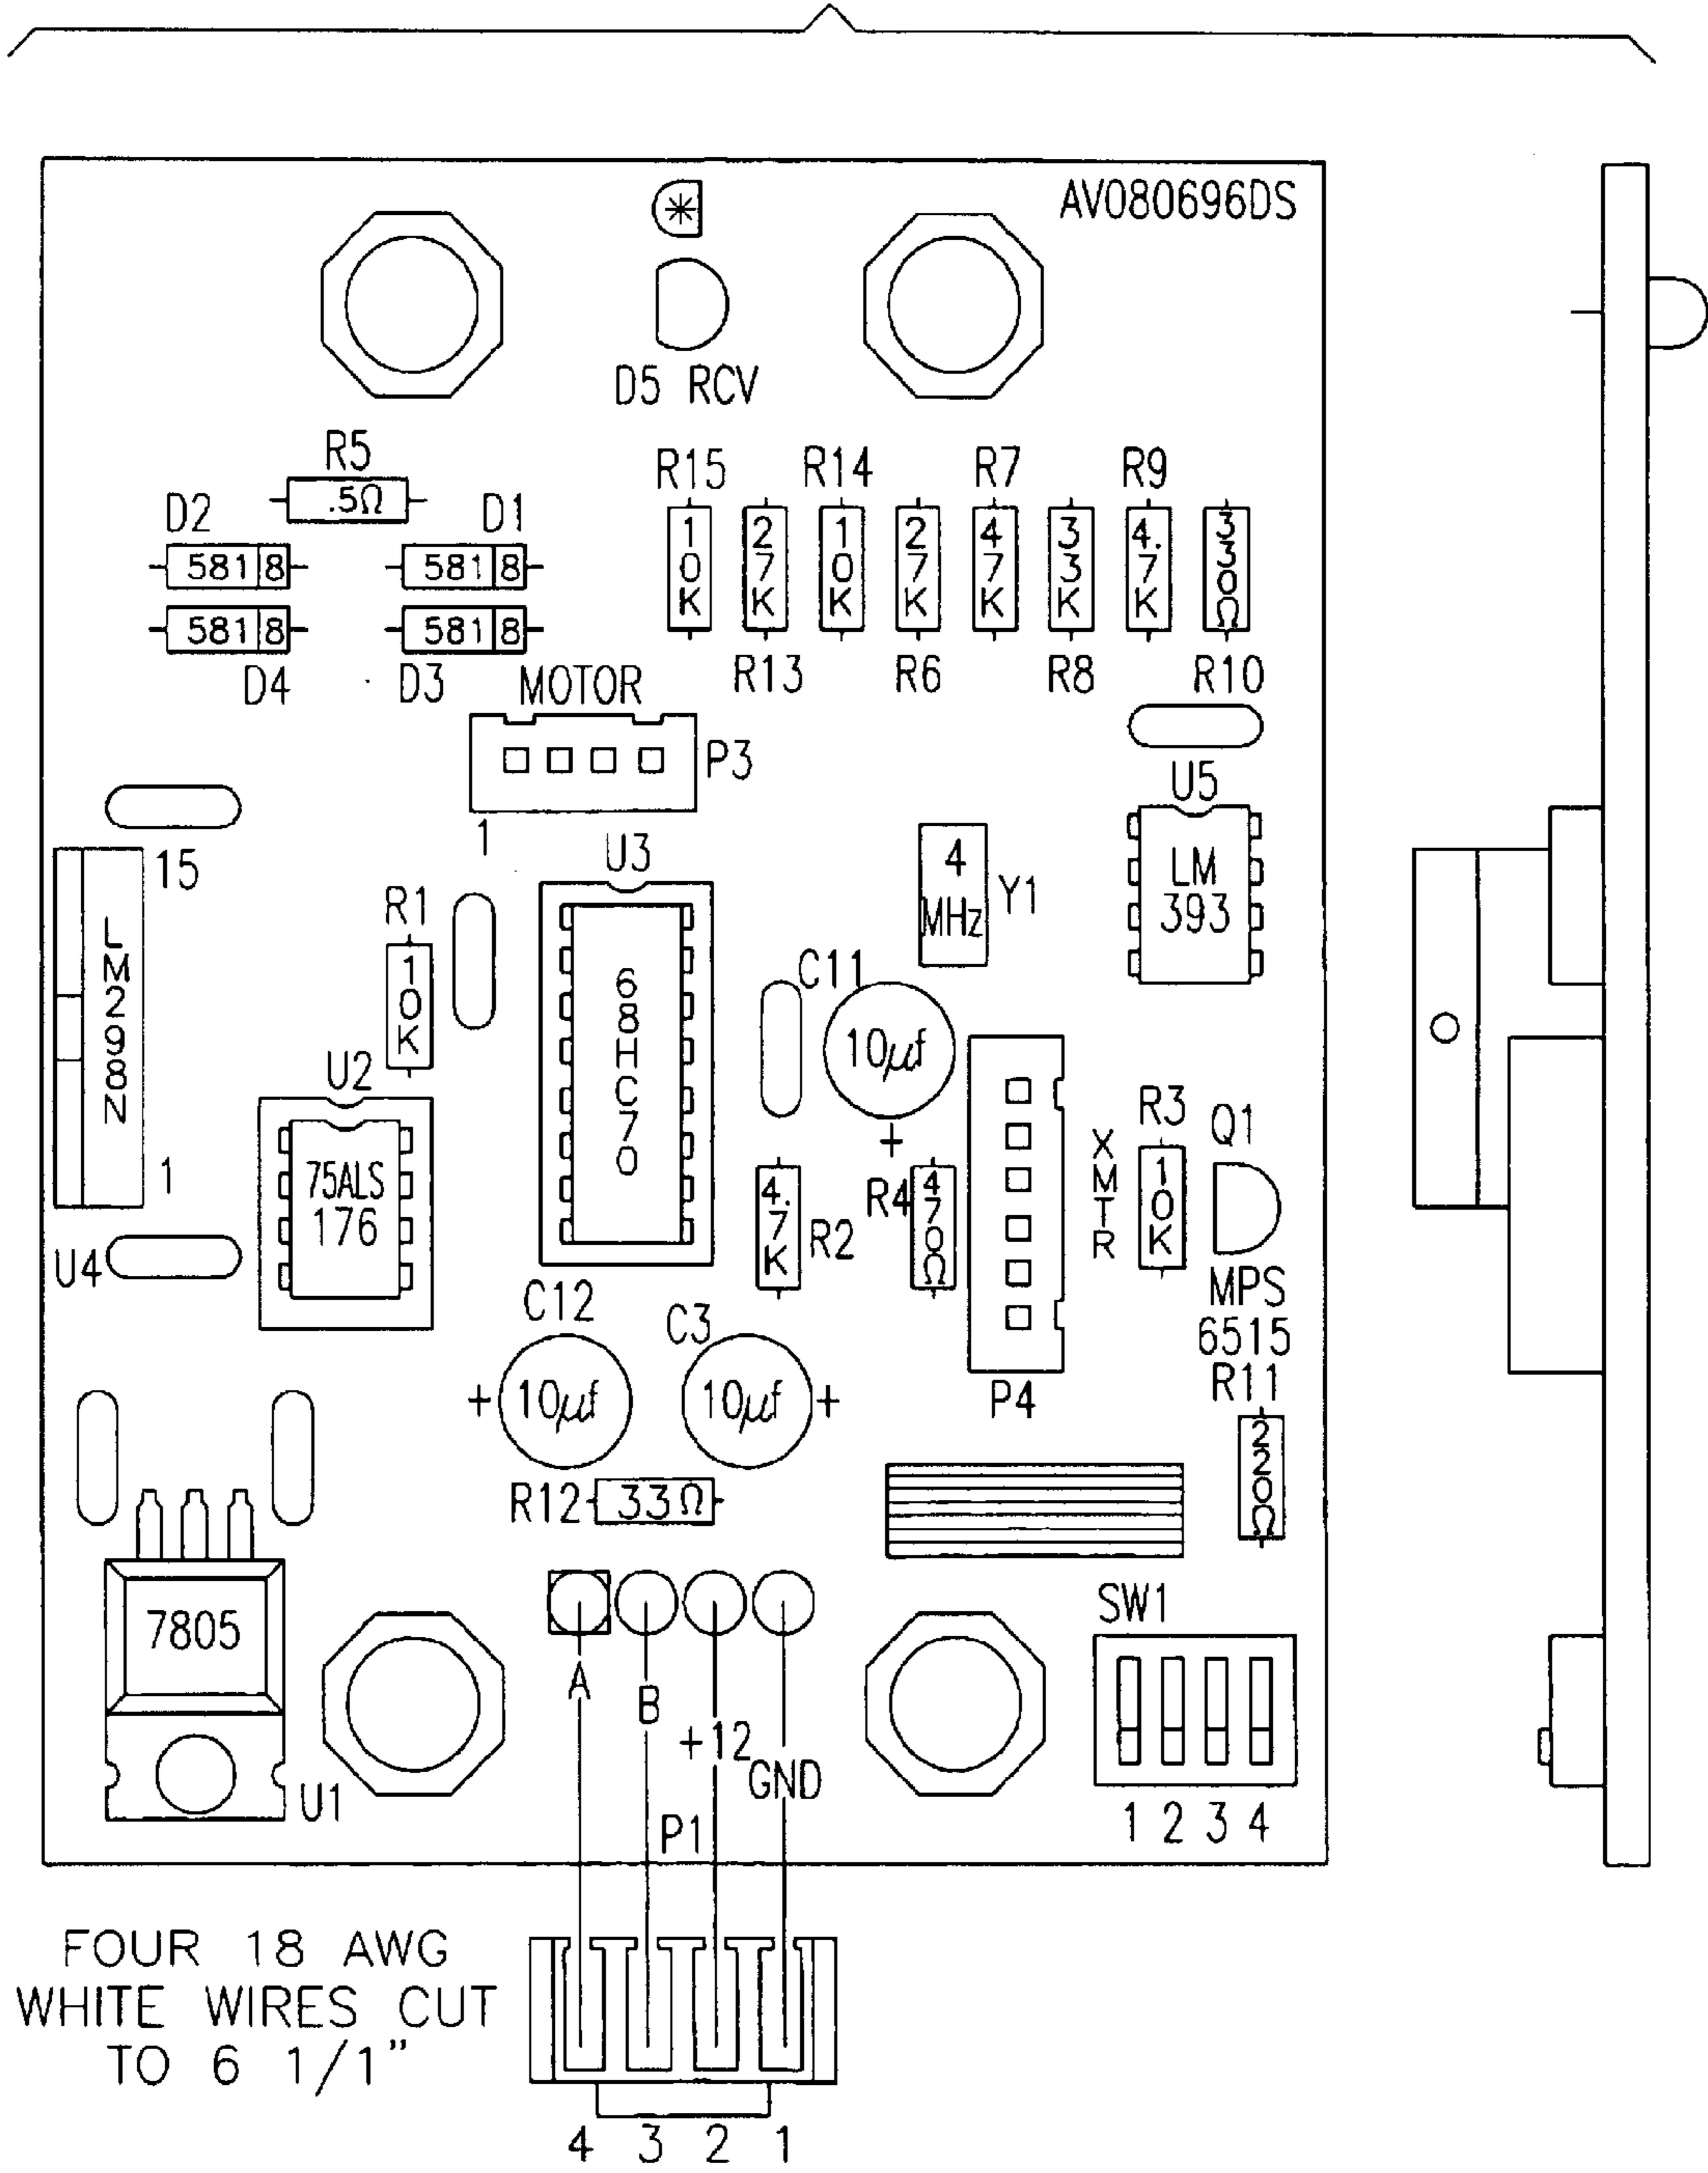 AV080696DS
D5 RCV
R5
.5Ω
D2
D1
5818
5818
5818
5818
D4
D3
R15
R14
R7
R9
10K
27K
10K
27K
47K
33K
4.7K
330Ω
R13
R6
R8
R10
MOTOR
P3
1
U5
LM
393
15
LM298N
1
U4
R1
10K
U3
68HC70
4
MHz
Y1
C11
10µf
+
U2
75ALS
176
4.7K
R2
R4
470Ω
XMTR
P4
R3
10K
Q1
MPS
6515
R11
220Ω
C12
+ 10µf
C3
10µf +
R12
33Ω
7805
U1
A
B
+12
GND
P1
SW1
1 2 3 4
FOUR 18 AWG
WHITE WIRES CUT
TO 6 1/1"
4 3 2 1